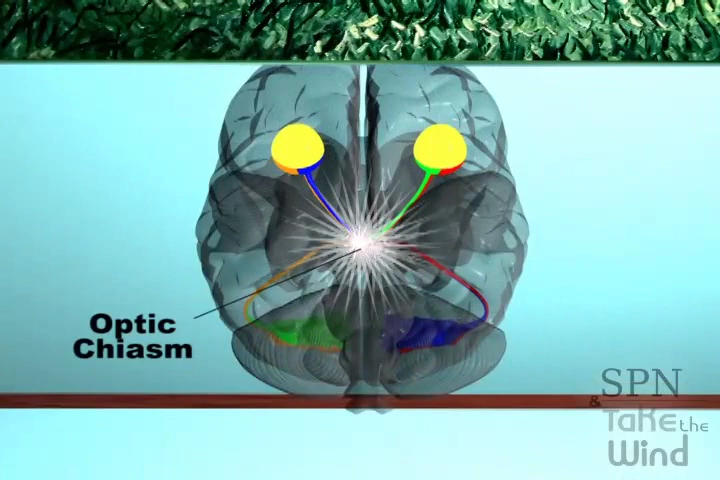 Optic
Chiasm
SPN
& Take the
Wind